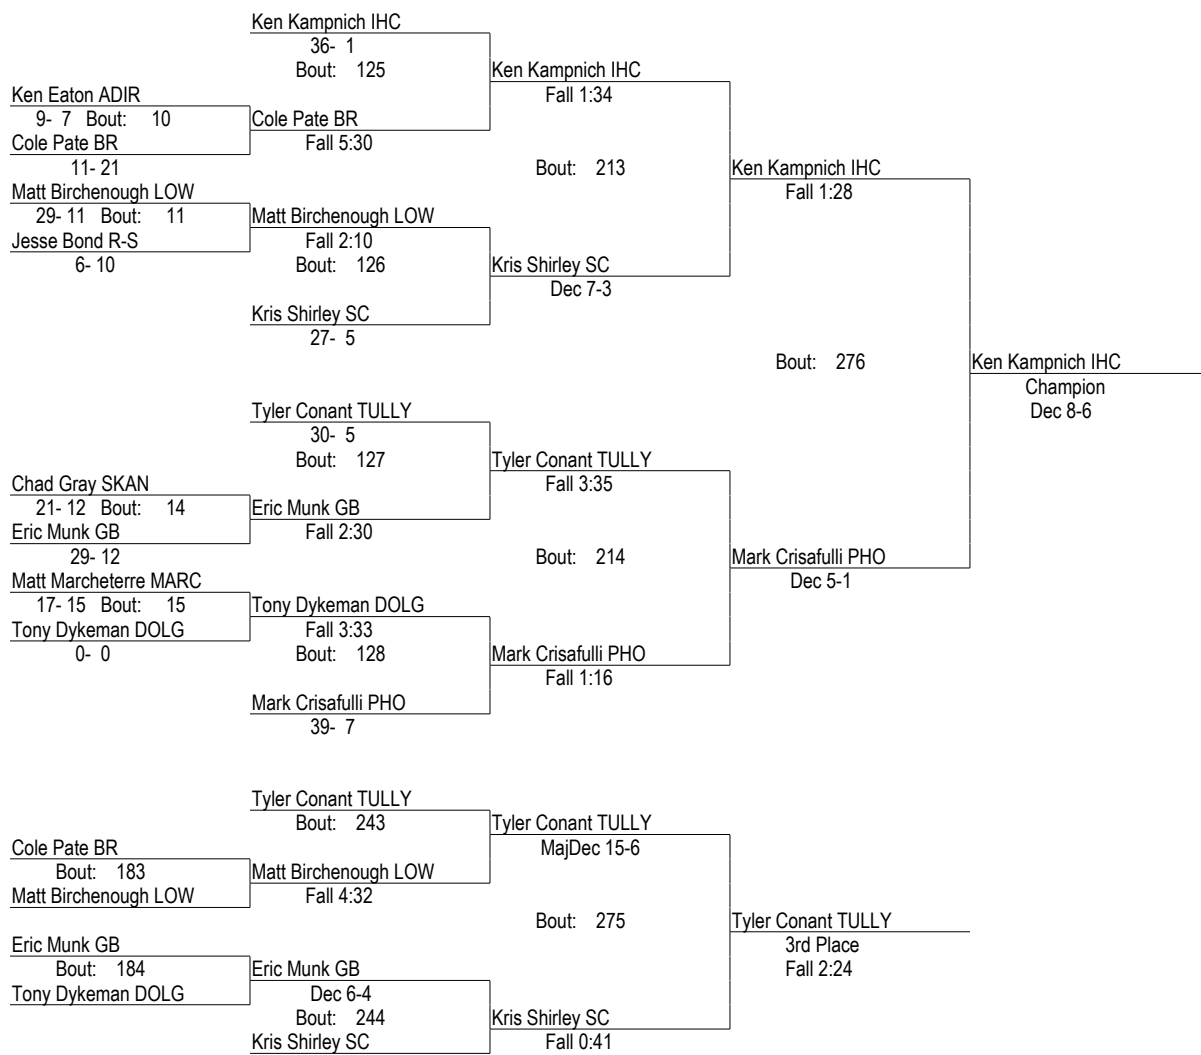 Ken Kampnich IHC
36- 1
Bout: 125
Ken Kampnich IHC
Fall 1:34
Ken Eaton ADIR
9- 7 Bout: 10
Cole Pate BR
Fall 5:30
Cole Pate BR
11- 21
Bout: 213
Ken Kampnich IHC
Fall 1:28
Matt Birchenough LOW
29- 11 Bout: 11
Matt Birchenough LOW
Fall 2:10
Jesse Bond R-S
6- 10
Bout: 126
Kris Shirley SC
Dec 7-3
Kris Shirley SC
27- 5
Bout: 276
Ken Kampnich IHC
Champion
Dec 8-6
Tyler Conant TULLY
30- 5
Bout: 127
Tyler Conant TULLY
Fall 3:35
Chad Gray SKAN
21- 12 Bout: 14
Eric Munk GB
Fall 2:30
Eric Munk GB
29- 12
Bout: 214
Mark Crisafulli PHO
Dec 5-1
Matt Marcheterre MARC
17- 15 Bout: 15
Tony Dykeman DOLG
Fall 3:33
Tony Dykeman DOLG
0- 0
Bout: 128
Mark Crisafulli PHO
Fall 1:16
Mark Crisafulli PHO
39- 7
Tyler Conant TULLY
Bout: 243
Tyler Conant TULLY
MajDec 15-6
Cole Pate BR
Bout: 183
Matt Birchenough LOW
Fall 4:32
Matt Birchenough LOW
Bout: 275
Tyler Conant TULLY
3rd Place
Fall 2:24
Eric Munk GB
Bout: 184
Eric Munk GB
Dec 6-4
Tony Dykeman DOLG
Bout: 244
Kris Shirley SC
Fall 0:41
Kris Shirley SC